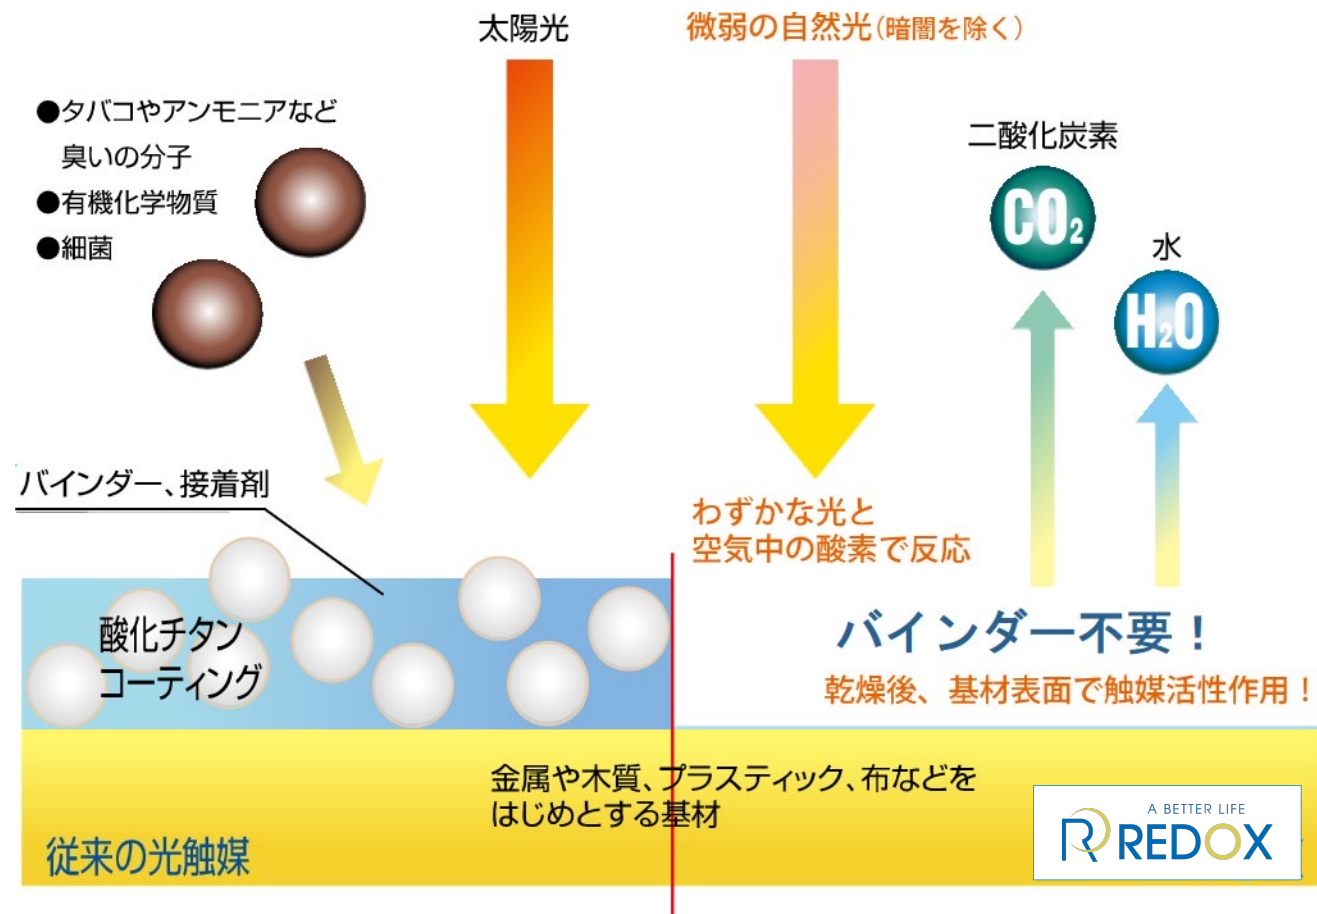 太陽光
微弱の自然光(暗闇を除く)
●タバコやアンモニアなど
臭いの分子
●有機化学物質
●細菌
二酸化炭素
CO₂
水
H₂O
バインダー、接着剤
わずかな光と
空気中の酸素で反応
酸化チタン
コーティング
バインダー不要！
乾燥後、基材表面で触媒活性作用！
金属や木質、プラスティック、布などを
はじめとする基材
従来の光触媒
A BETTER LIFE
REDOX